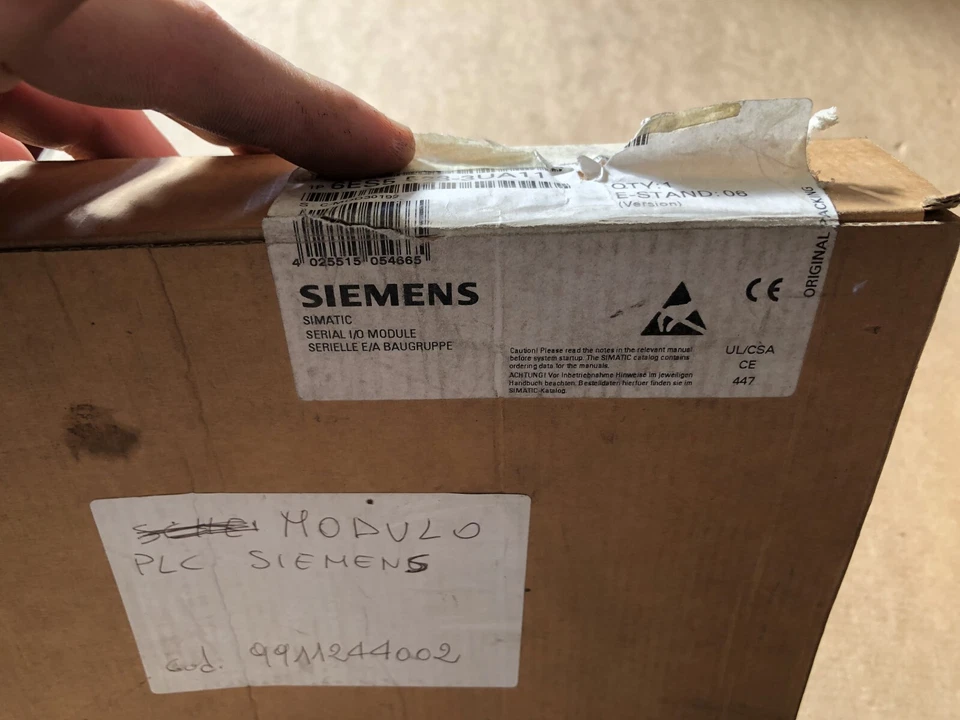 QTY:1
E-STAND: 06
(Version)
4 025515 054665
ORIGINAL PACKING
SIEMENS
SIMATIC
SERIAL I/O MODULE
SERIELLE E/A BAUGRUPPE
Caution! Please read the notes in the relevant manual
before system startup. The SIMATIC catalog contains
ordering data for the manuals.
ACHTUNG! Vor Inbetriebnahme Hinweise im jeweiligen
Handbuch beachten. Bestelldaten hierfuer finden sie im
SIMATIC-Katalog.
CE
UL/CSA
CE
447
MODULO
PLC SIEMENS
Cod. 9911244002